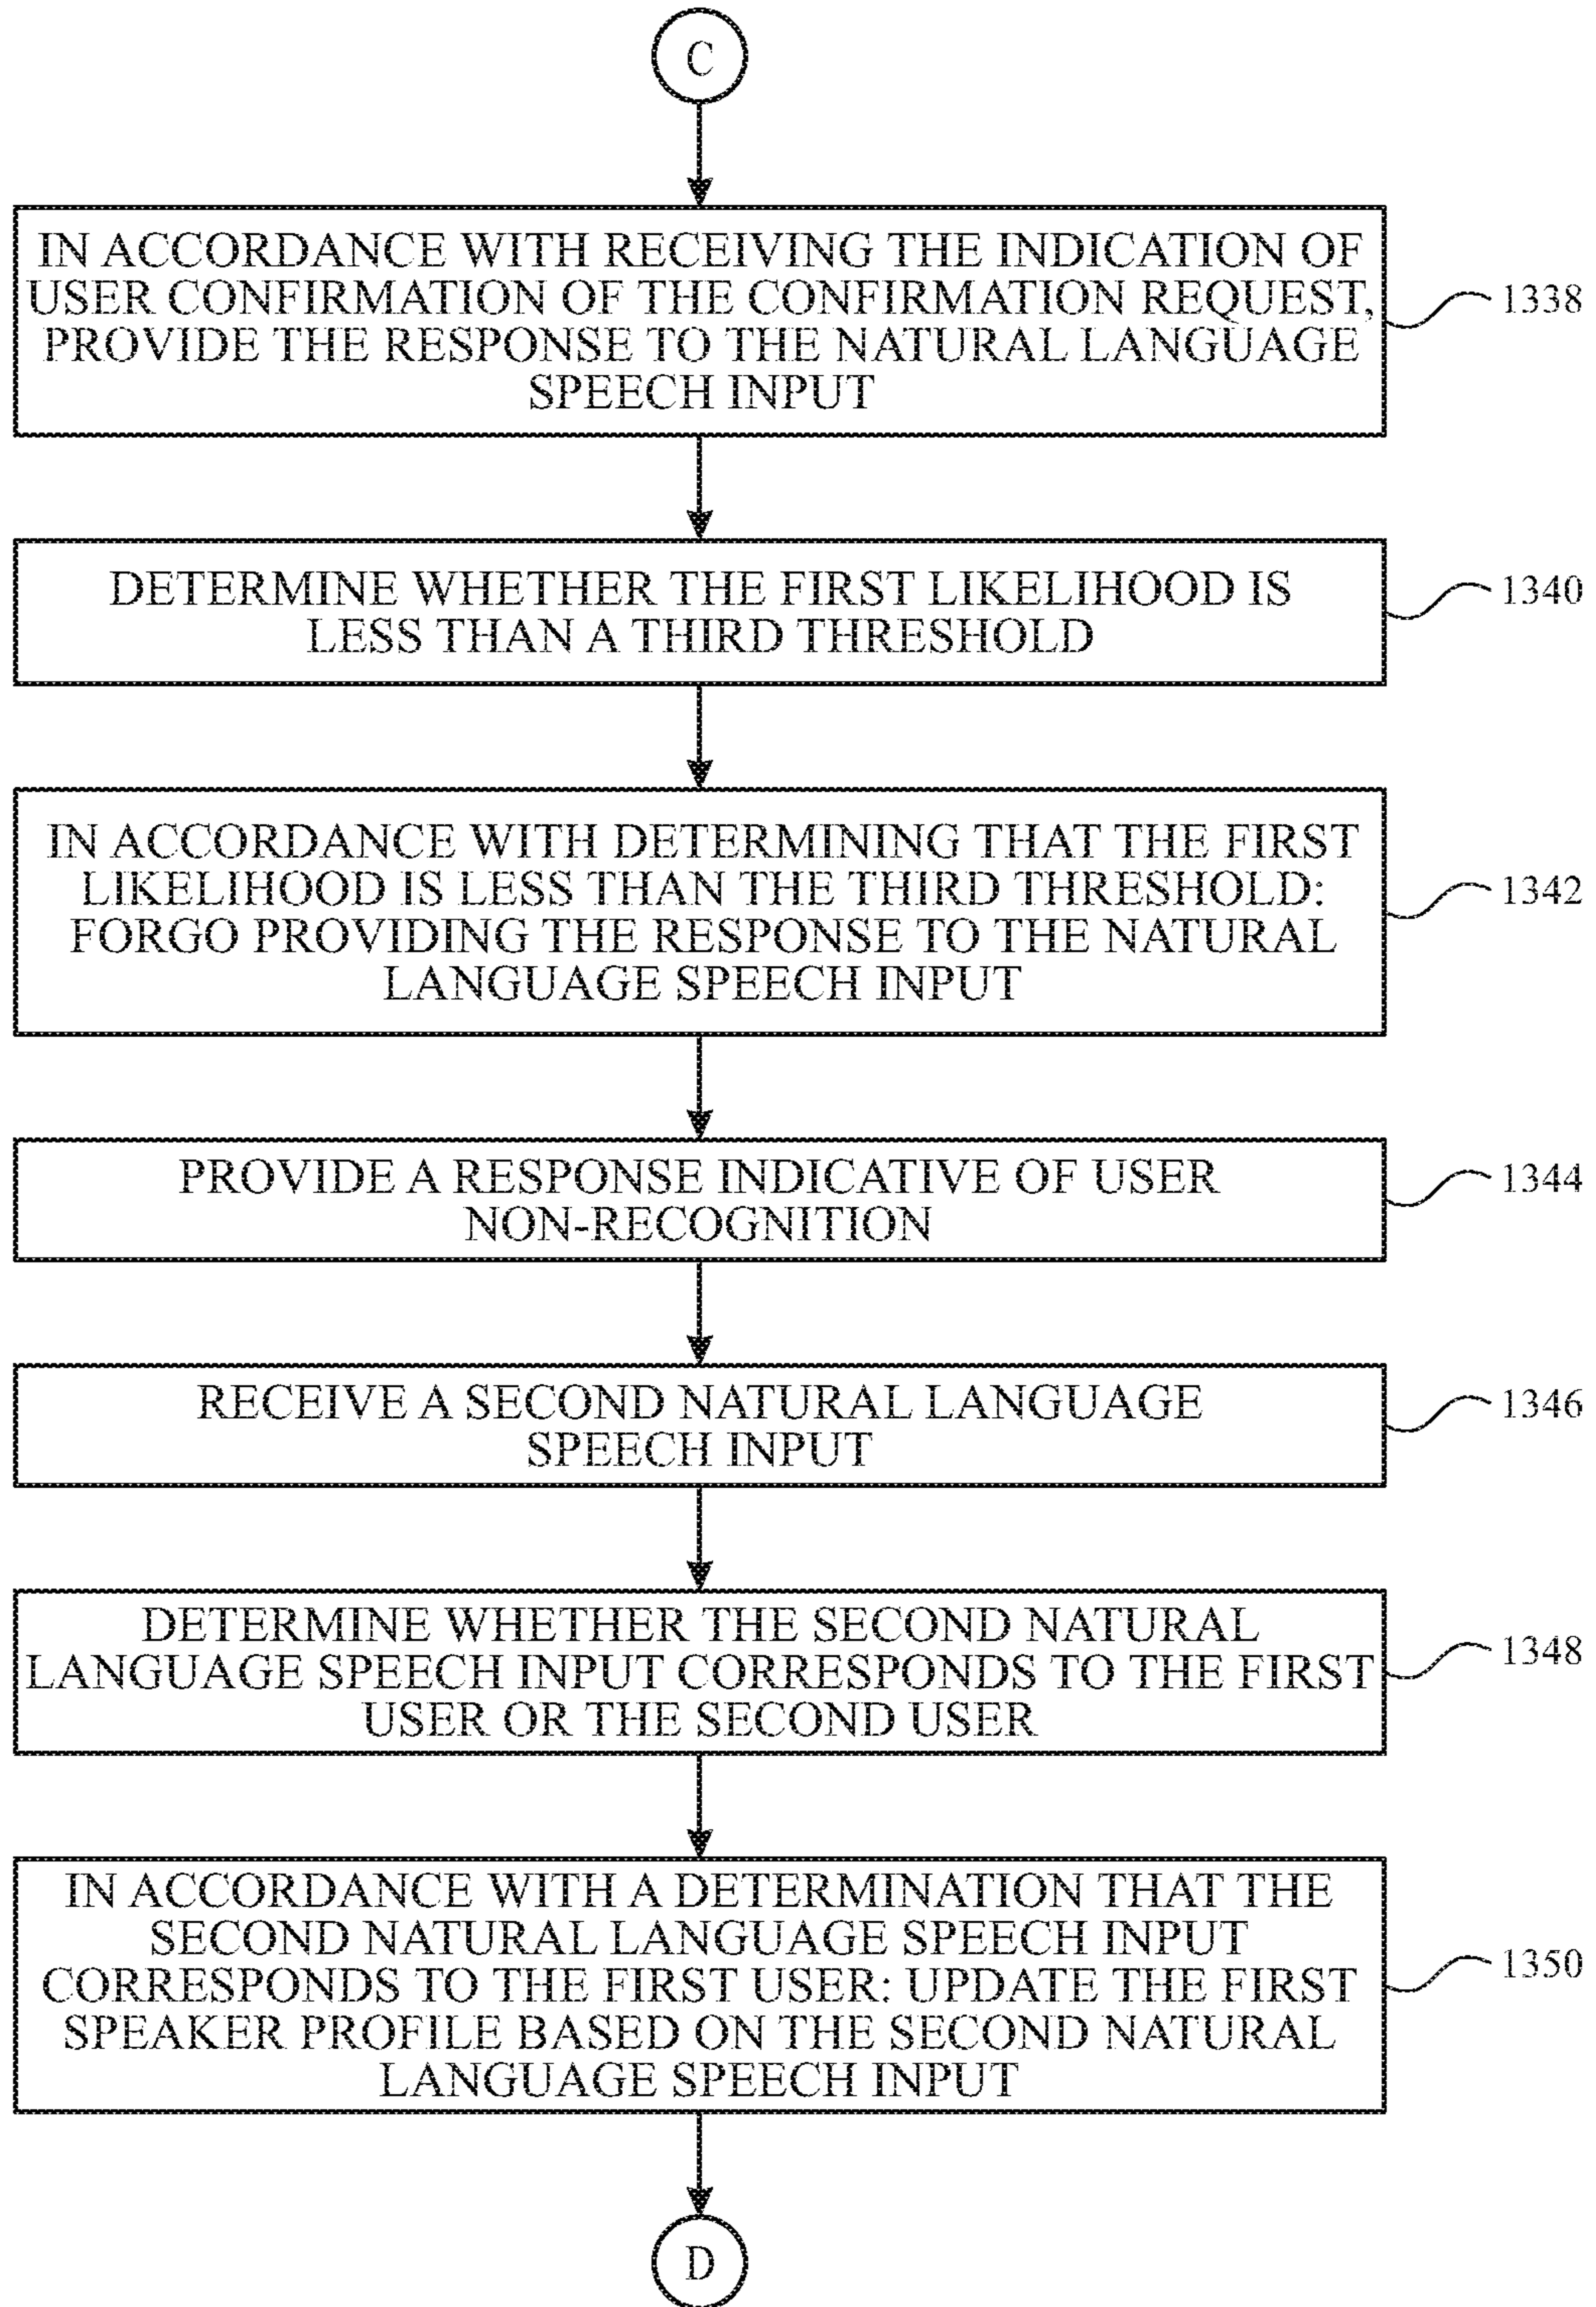 C
IN ACCORDANCE WITH RECEIVING THE INDICATION OF
USER CONFIRMATION OF THE CONFIRMATION REQUEST,
PROVIDE THE RESPONSE TO THE NATURAL LANGUAGE
SPEECH INPUT
1338
DETERMINE WHETHER THE FIRST LIKELIHOOD IS
LESS THAN A THIRD THRESHOLD
1340
IN ACCORDANCE WITH DETERMINING THAT THE FIRST
LIKELIHOOD IS LESS THAN THE THIRD THRESHOLD:
FORGO PROVIDING THE RESPONSE TO THE NATURAL
LANGUAGE SPEECH INPUT
1342
PROVIDE A RESPONSE INDICATIVE OF USER
NON-RECOGNITION
1344
RECEIVE A SECOND NATURAL LANGUAGE
SPEECH INPUT
1346
DETERMINE WHETHER THE SECOND NATURAL
LANGUAGE SPEECH INPUT CORRESPONDS TO THE FIRST
USER OR THE SECOND USER
1348
IN ACCORDANCE WITH A DETERMINATION THAT THE
SECOND NATURAL LANGUAGE SPEECH INPUT
CORRESPONDS TO THE FIRST USER: UPDATE THE FIRST
SPEAKER PROFILE BASED ON THE SECOND NATURAL
LANGUAGE SPEECH INPUT
1350
D